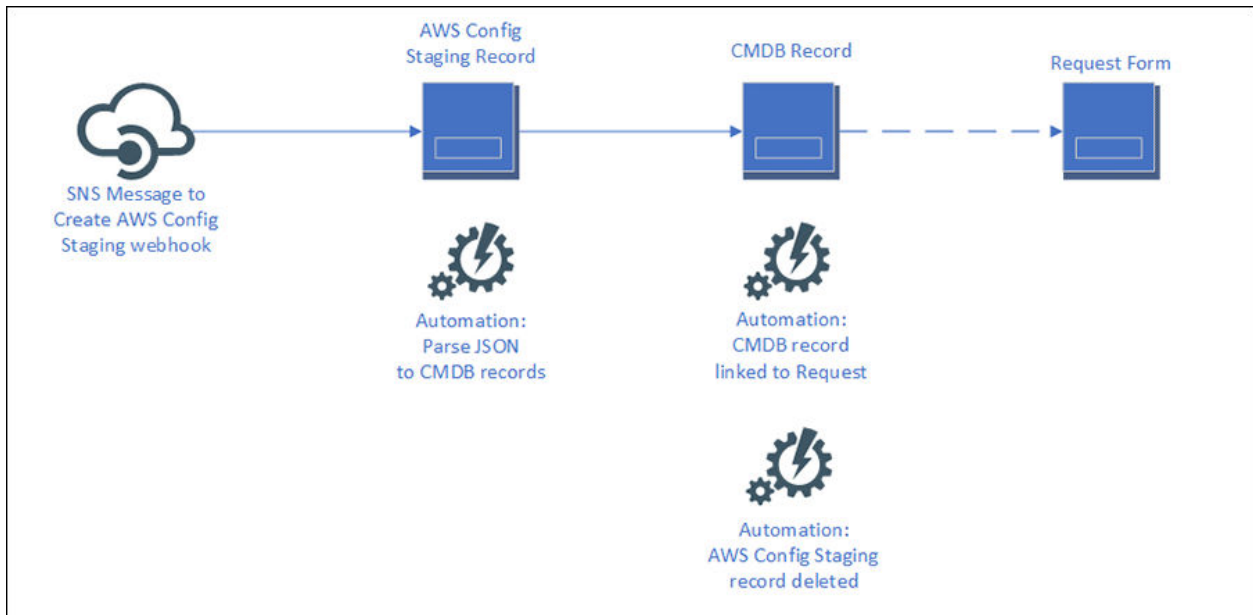 AWS Config
Staging Record
CMDB Record
Request Form
SNS Message to
Create AWS Config
Staging webhook
Automation:
Parse JSON
to CMDB records
Automation:
CMDB record
linked to Request
Automation:
AWS Config Staging
record deleted